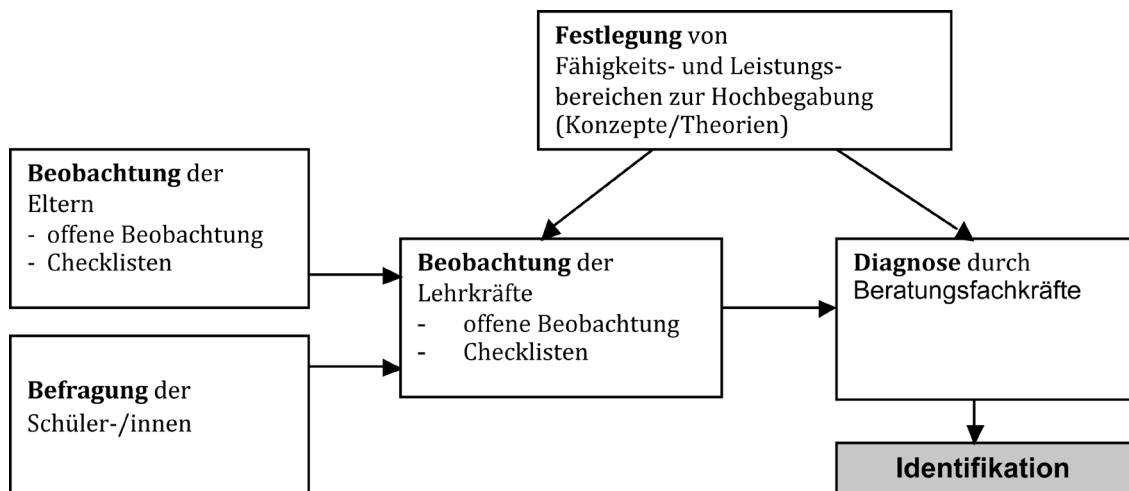 Festlegung von
Fähigkeits- und Leistungs-
bereichen zur Hochbegabung
(Konzepte/Theorien)
Beobachtung der
Eltern
- offene Beobachtung
- Checklisten
Beobachtung der
Lehrkräfte
- offene Beobachtung
- Checklisten
Diagnose durch
Beratungsfachkräfte
Befragung der
Schüler-/innen
Identifikation